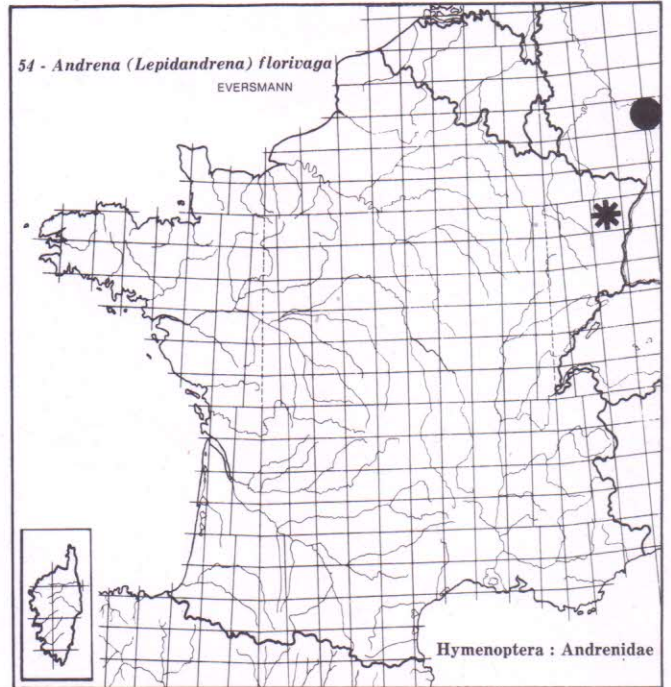 54 - Andrena (Lepidandrena) florivaga
EVERSMANN
Hymenoptera : Andrenidae